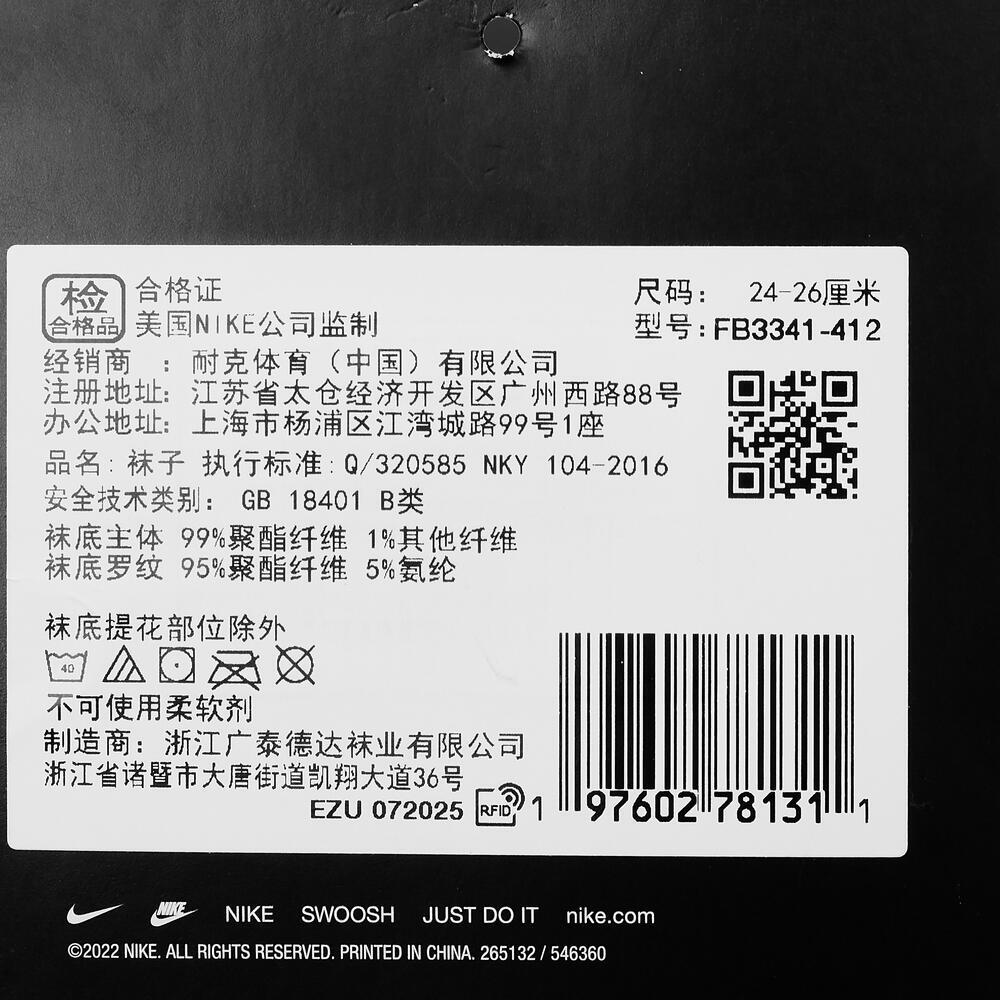 检
合格品
合格证
美国NIKE公司监制
尺码： 24-26厘米
型号:FB3341-412
经销商 ： 耐克体育（中国）有限公司
注册地址: 江苏省太仓经济开发区广州西路88号
办公地址: 上海市杨浦区江湾城路99号1座
品名: 袜子 执行标准:Q/320585 NKY 104-2016
安全技术类别： GB 18401 B类
袜底主体 99%聚酯纤维 1%其他纤维
袜底罗纹 95%聚酯纤维 5%氨纶
袜底提花部位除外
40
不可使用柔软剂
制造商： 浙江广泰德达袜业有限公司
浙江省诸暨市大唐街道凯翔大道36号
EZU 072025 RFID
1 97602 78131 1
NIKE NIKE SWOOSH JUST DO IT nike.com
©2022 NIKE. ALL RIGHTS RESERVED. PRINTED IN CHINA. 265132 / 546360